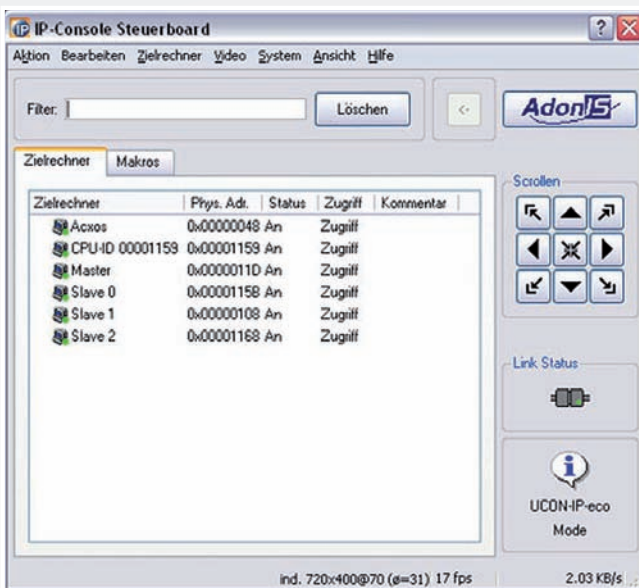 IP-Console Steuerboard
Aktion Bearbeiten Zielrechner Video System Ansicht Hilfe
Filter: Löschen <-
AdonIS
Zielrechner Makros
Zielrechner Phys. Adr. Status Zugriff Kommentar
Acxos 0x00000048 An Zugriff
CPU-ID 00001159 0x00001159 An Zugriff
Master 0x0000011D An Zugriff
Slave 0 0x0000115B An Zugriff
Slave 1 0x00000108 An Zugriff
Slave 2 0x00001168 An Zugriff
Scrollen
Link Status
UCON-IP-eco
Mode
ind. 720x400@70 (ø=31) 17 fps 2.03 KB/s